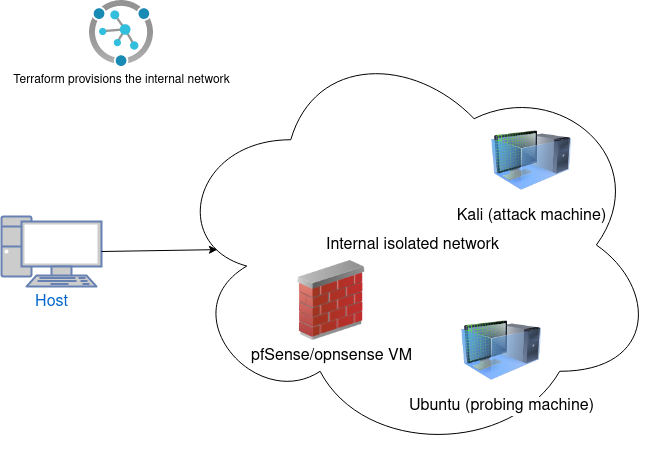 Terraform provisions the internal network
Kali (attack machine)
Internal isolated network
Host
pfSense/opnsense VM
Ubuntu (probing machine)